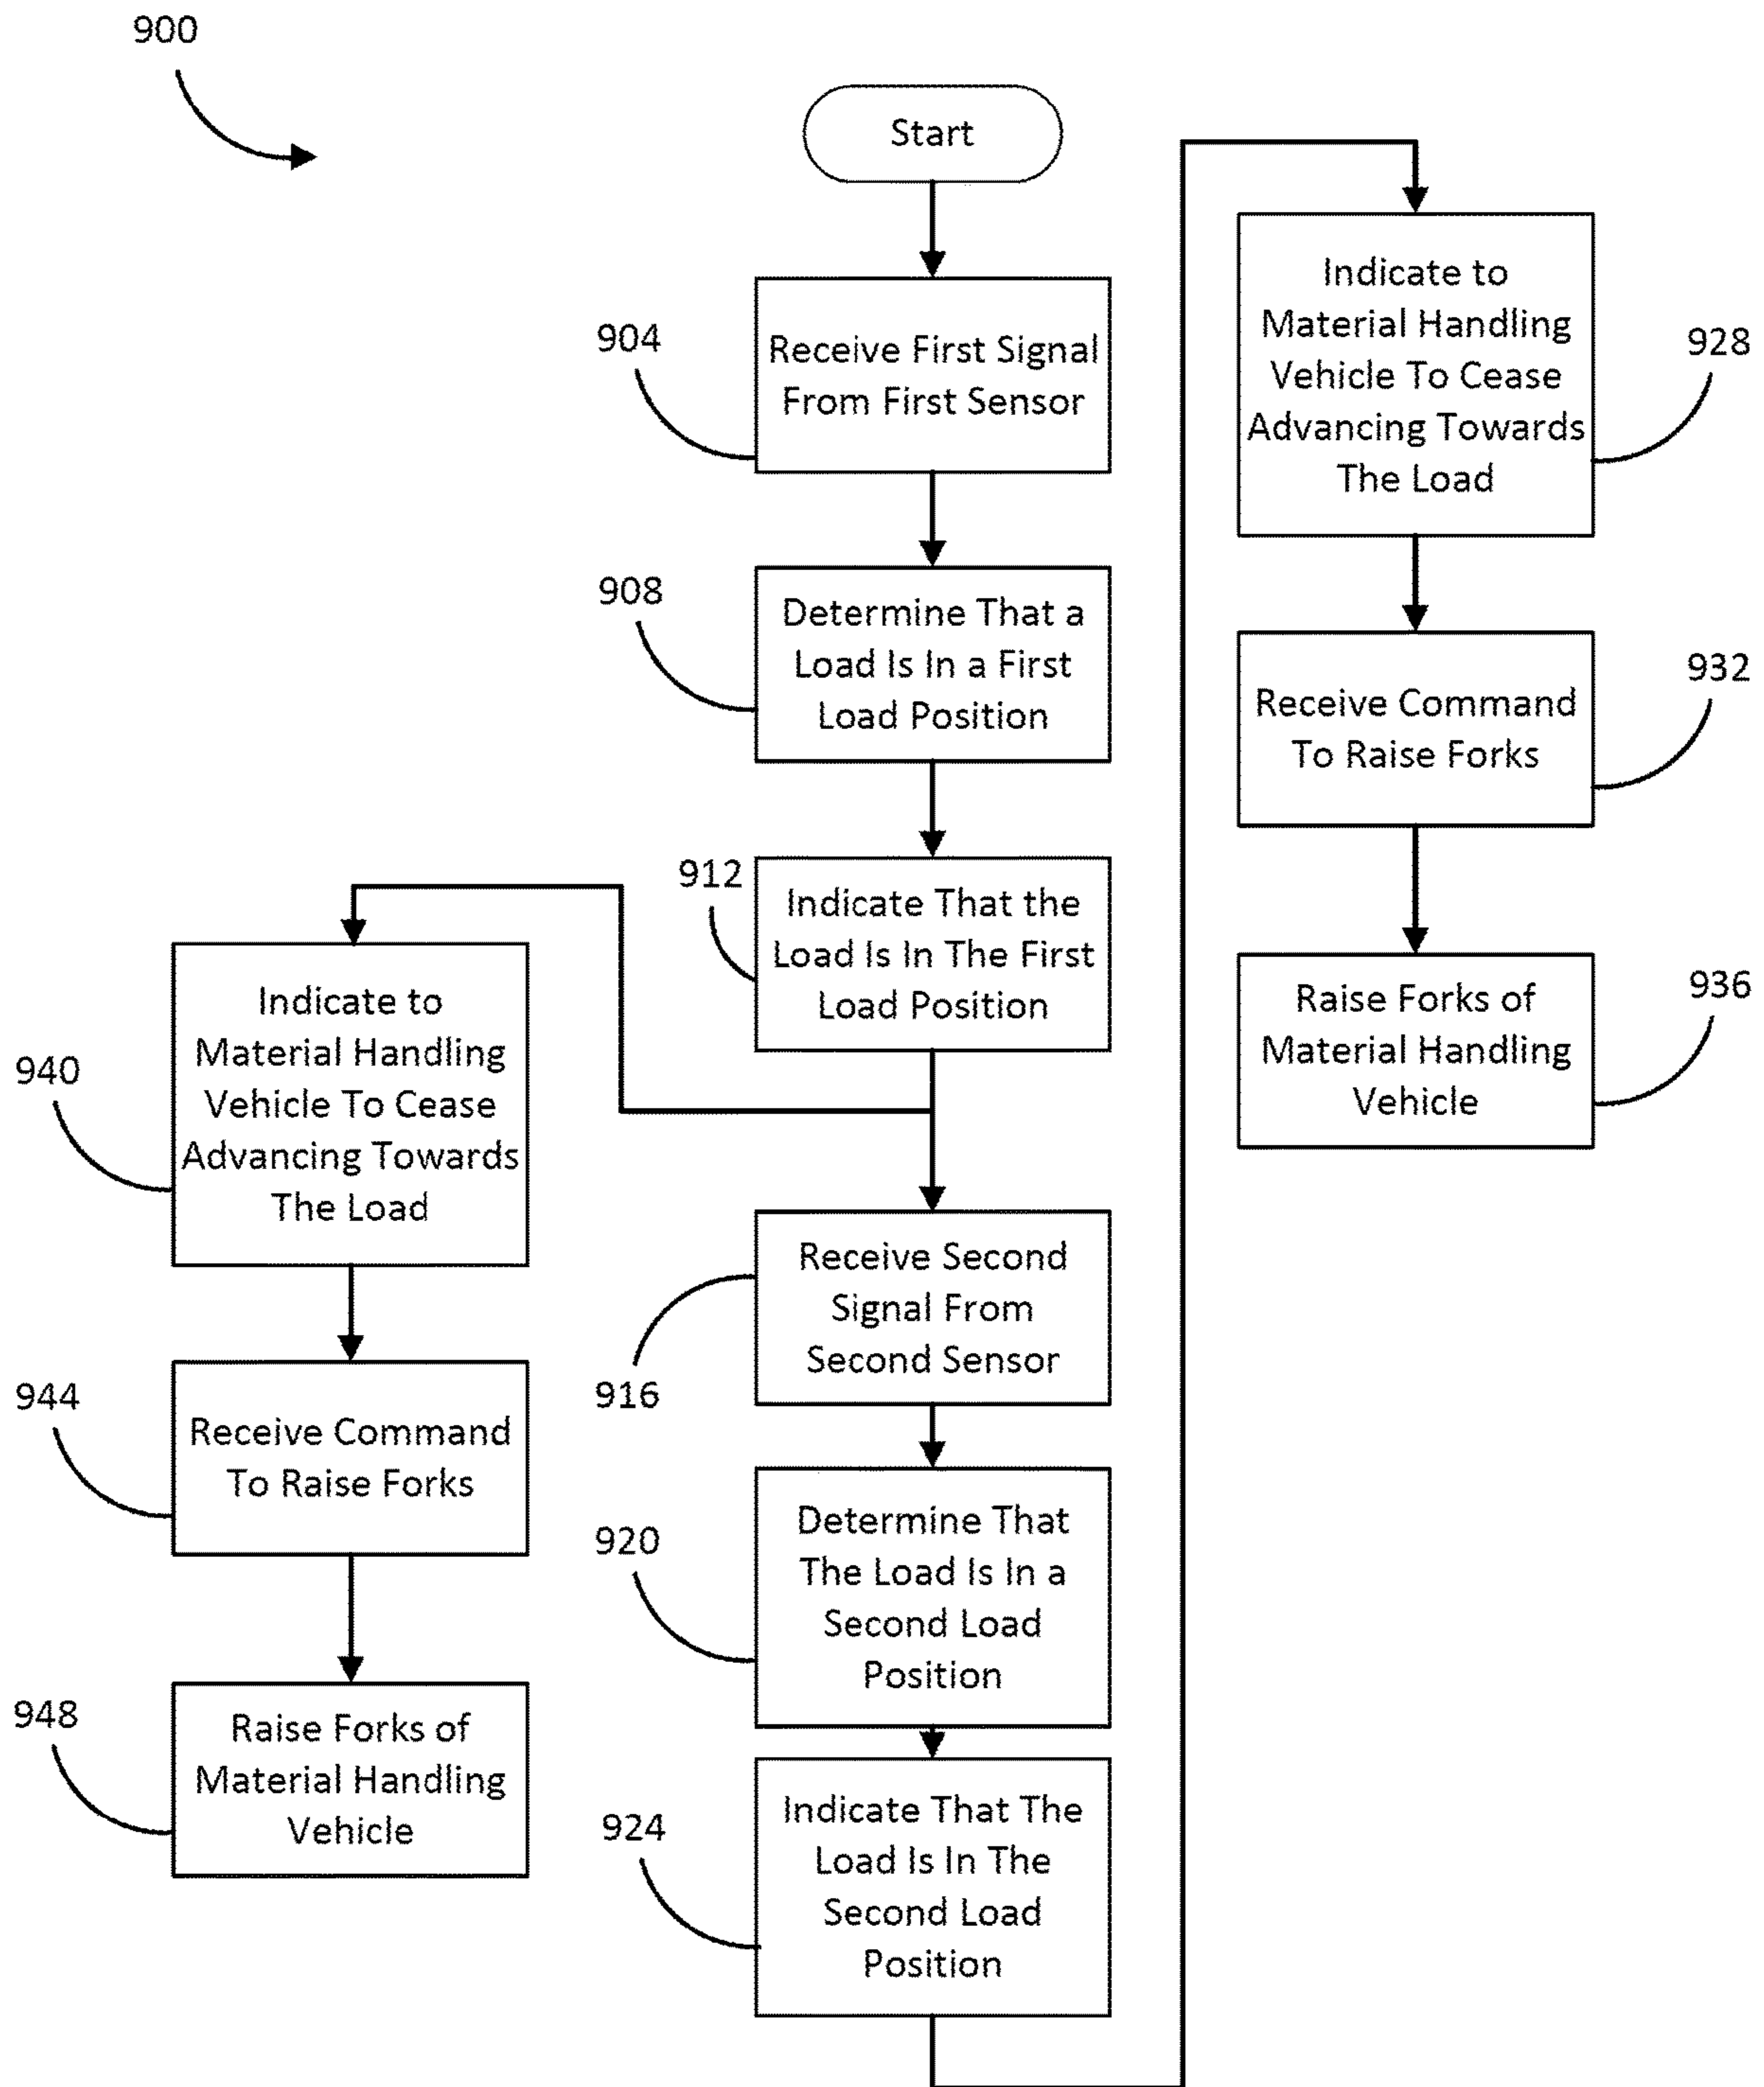 900
Start
904
Receive First Signal
From First Sensor
908
Determine That a
Load Is In a First
Load Position
912
Indicate That the
Load Is In The First
Load Position
916
Receive Second
Signal From
Second Sensor
920
Determine That
The Load Is In a
Second Load
Position
924
Indicate That The
Load Is In The
Second Load
Position
928
Indicate to
Material Handling
Vehicle To Cease
Advancing Towards
The Load
932
Receive Command
To Raise Forks
936
Raise Forks of
Material Handling
Vehicle
940
Indicate to
Material Handling
Vehicle To Cease
Advancing Towards
The Load
944
Receive Command
To Raise Forks
948
Raise Forks of
Material Handling
Vehicle